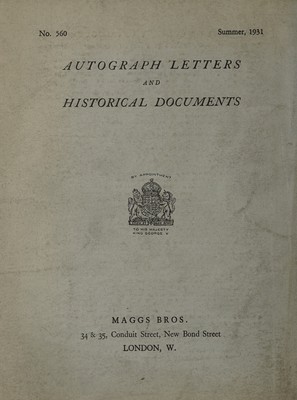 No. 560
Summer, 1931
AUTOGRAPH LETTERS
AND
HISTORICAL DOCUMENTS
BY APPOINTMENT
TO HIS MAJESTY
KING GEORGE V
MAGGS BROS.
34 & 35, Conduit Street, New Bond Street
LONDON, W.